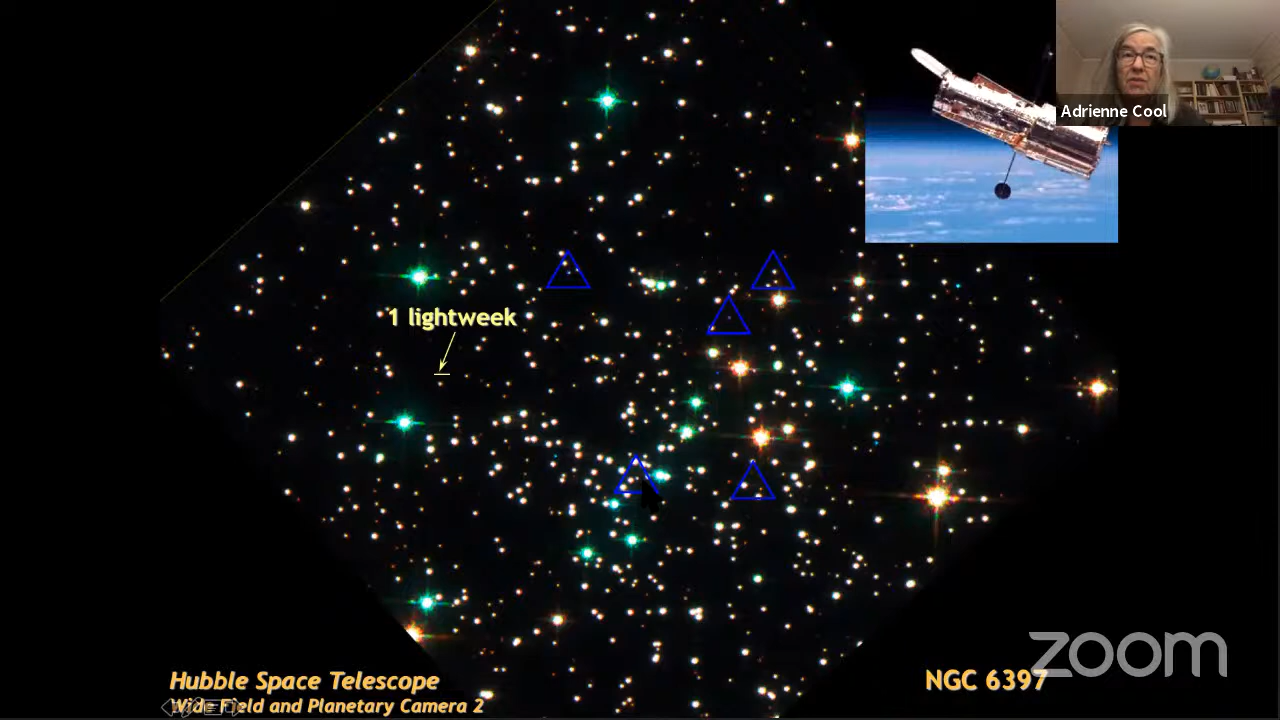 Adrienne Cool
1 lightweek
Hubble Space Telescope
Wide Field and Planetary Camera 2
NGC 6397
zoom